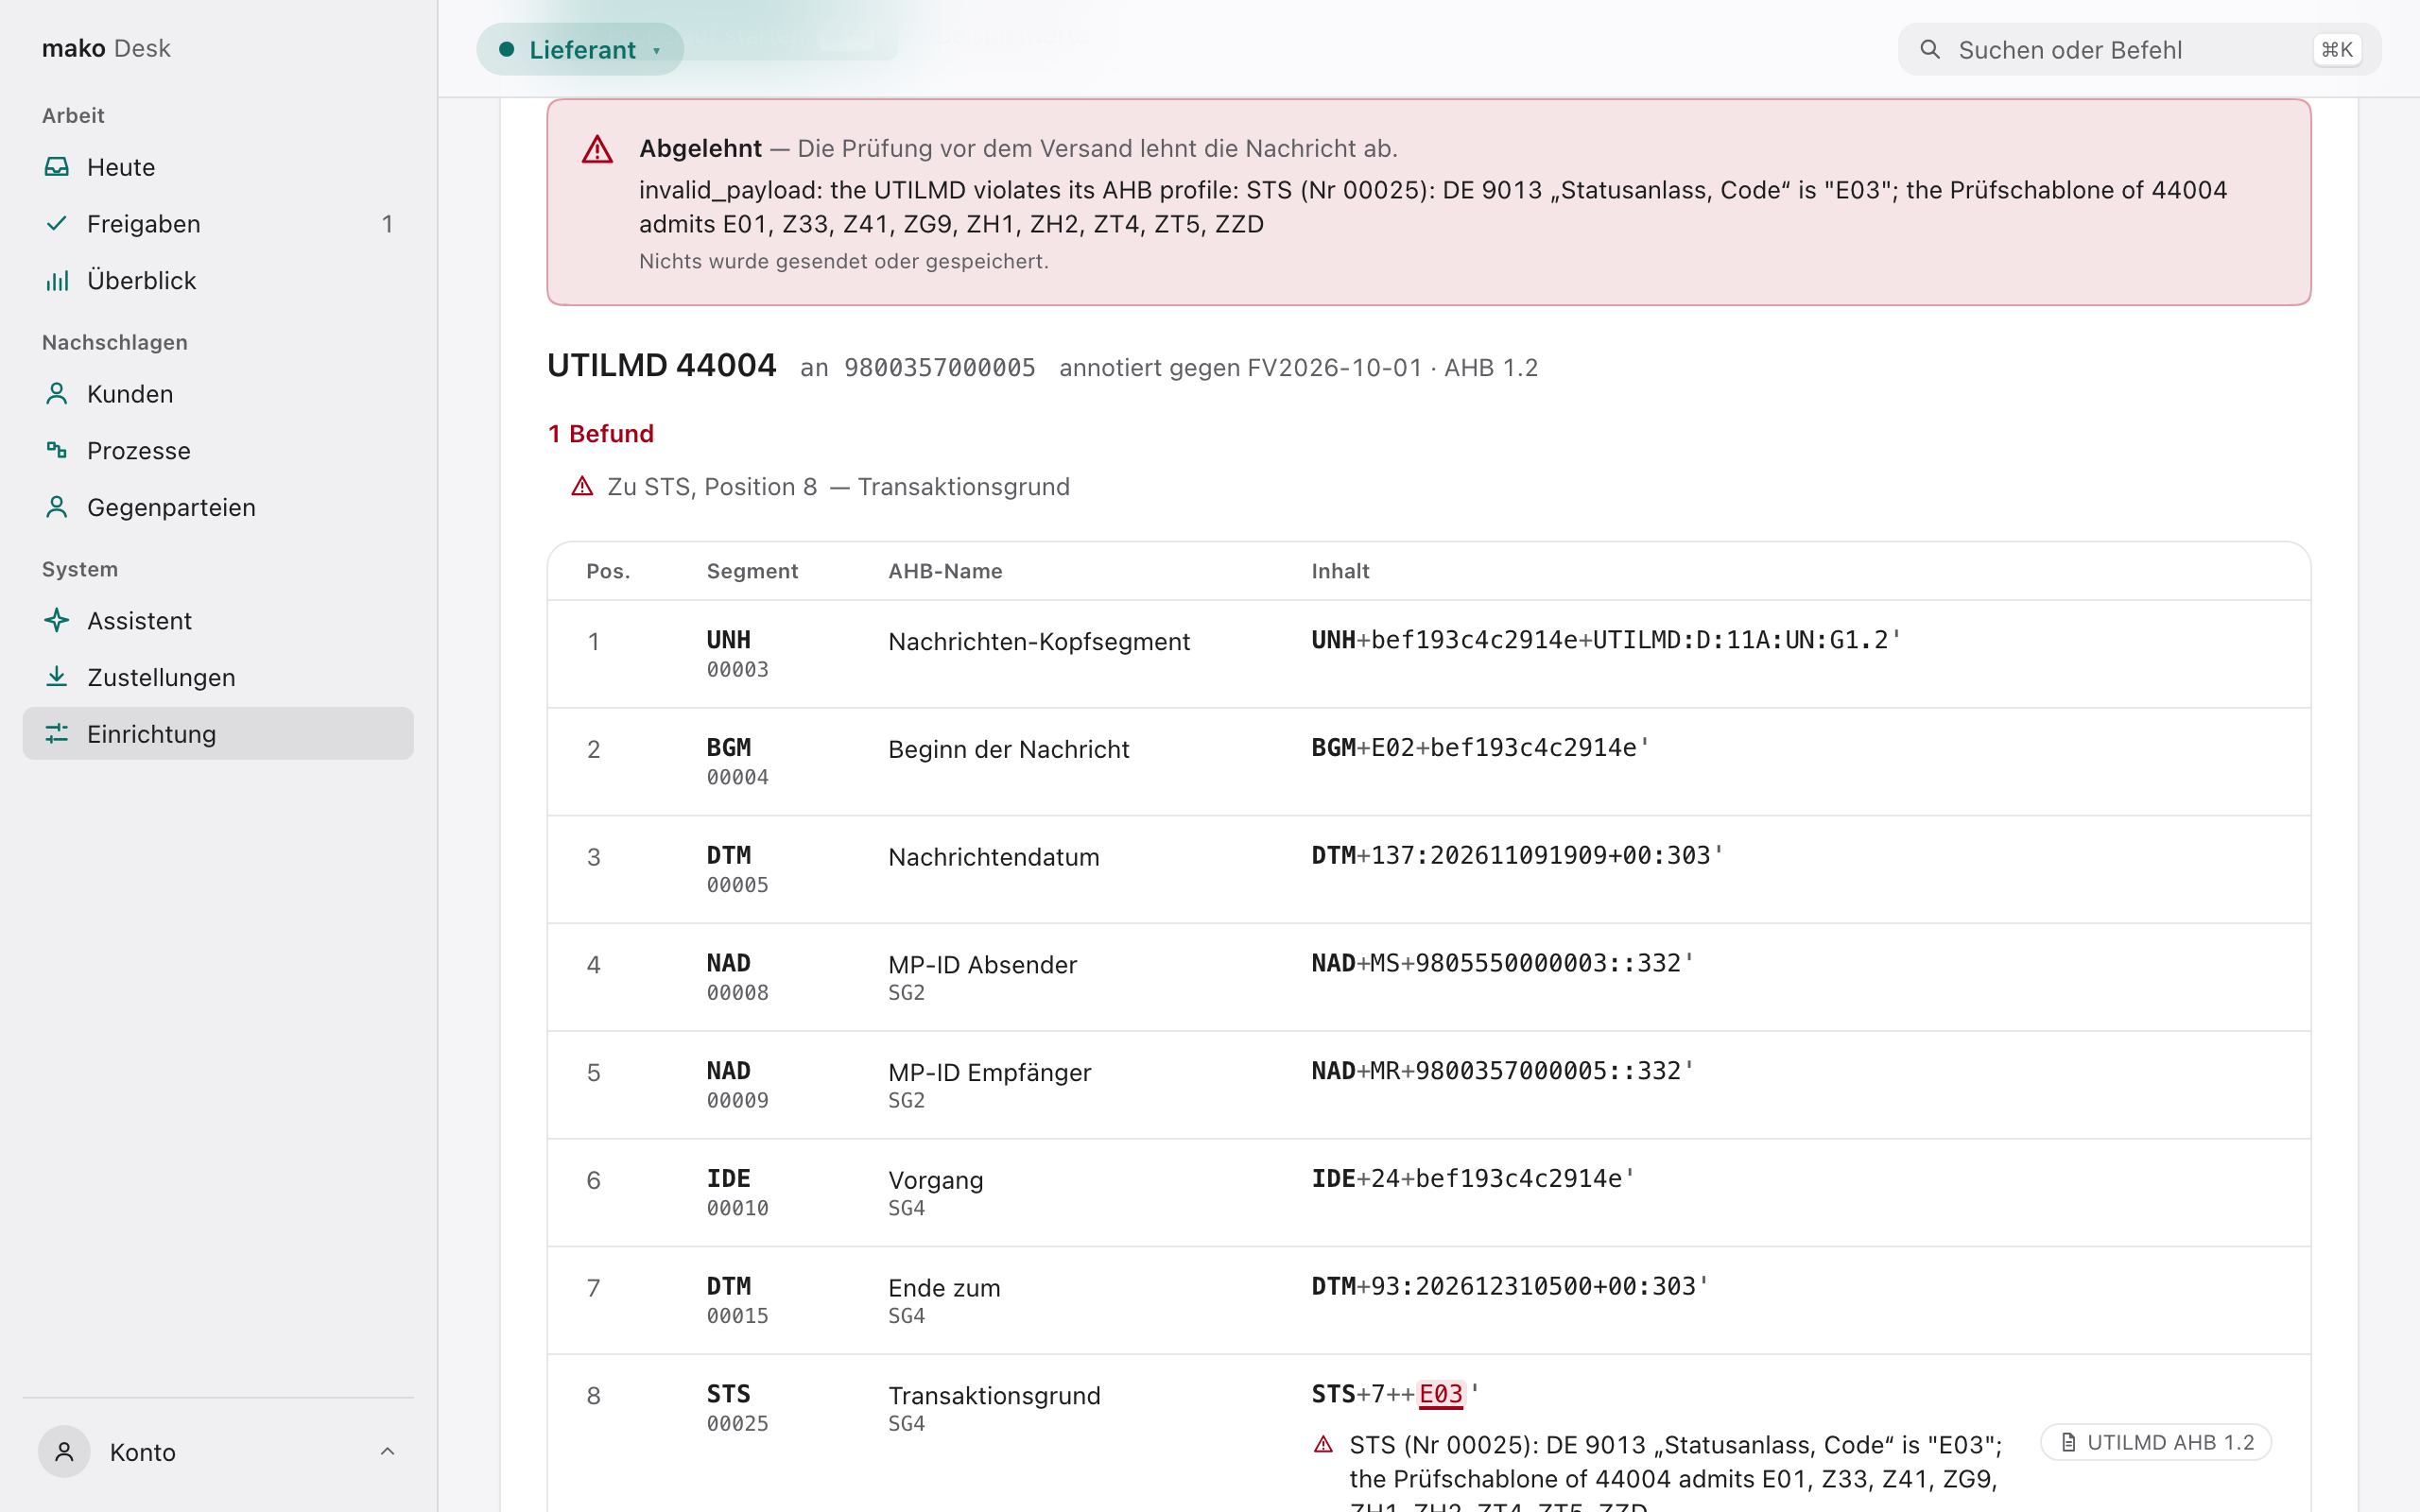 mako Desk
Arbeit
Heute
Freigaben 1
Überblick
Nachschlagen
Kunden
Prozesse
Gegenparteien
System
Assistent
Zustellungen
Einrichtung
Konto
Lieferant
Suchen oder Befehl ⌘K
Abgelehnt — Die Prüfung vor dem Versand lehnt die Nachricht ab.
invalid_payload: the UTILMD violates its AHB profile: STS (Nr 00025): DE 9013 „Statusanlass, Code“ is "E03"; the Prüfschablone of 44004
admits E01, Z33, Z41, ZG9, ZH1, ZH2, ZT4, ZT5, ZZD
Nichts wurde gesendet oder gespeichert.
UTILMD 44004 an 9800357000005 annotiert gegen FV2026-10-01 · AHB 1.2
1 Befund
Zu STS, Position 8 — Transaktionsgrund
Pos. Segment AHB-Name Inhalt
1 UNH Nachrichten-Kopfsegment UNH+bef193c4c2914e+UTILMD:D:11A:UN:G1.2'
00003
2 BGM Beginn der Nachricht BGM+E02+bef193c4c2914e'
00004
3 DTM Nachrichtendatum DTM+137:202611091909+00:303'
00005
4 NAD MP-ID Absender NAD+MS+9805550000003::332'
00008 SG2
5 NAD MP-ID Empfänger NAD+MR+9800357000005::332'
00009 SG2
6 IDE Vorgang IDE+24+bef193c4c2914e'
00010 SG4
7 DTM Ende zum DTM+93:202612310500+00:303'
00015 SG4
8 STS Transaktionsgrund STS+7++E03'
00025 SG4
STS (Nr 00025): DE 9013 „Statusanlass, Code“ is "E03"; UTILMD AHB 1.2
the Prüfschablone of 44004 admits E01, Z33, Z41, ZG9,
ZH1, ZH2, ZT4, ZT5, ZZD